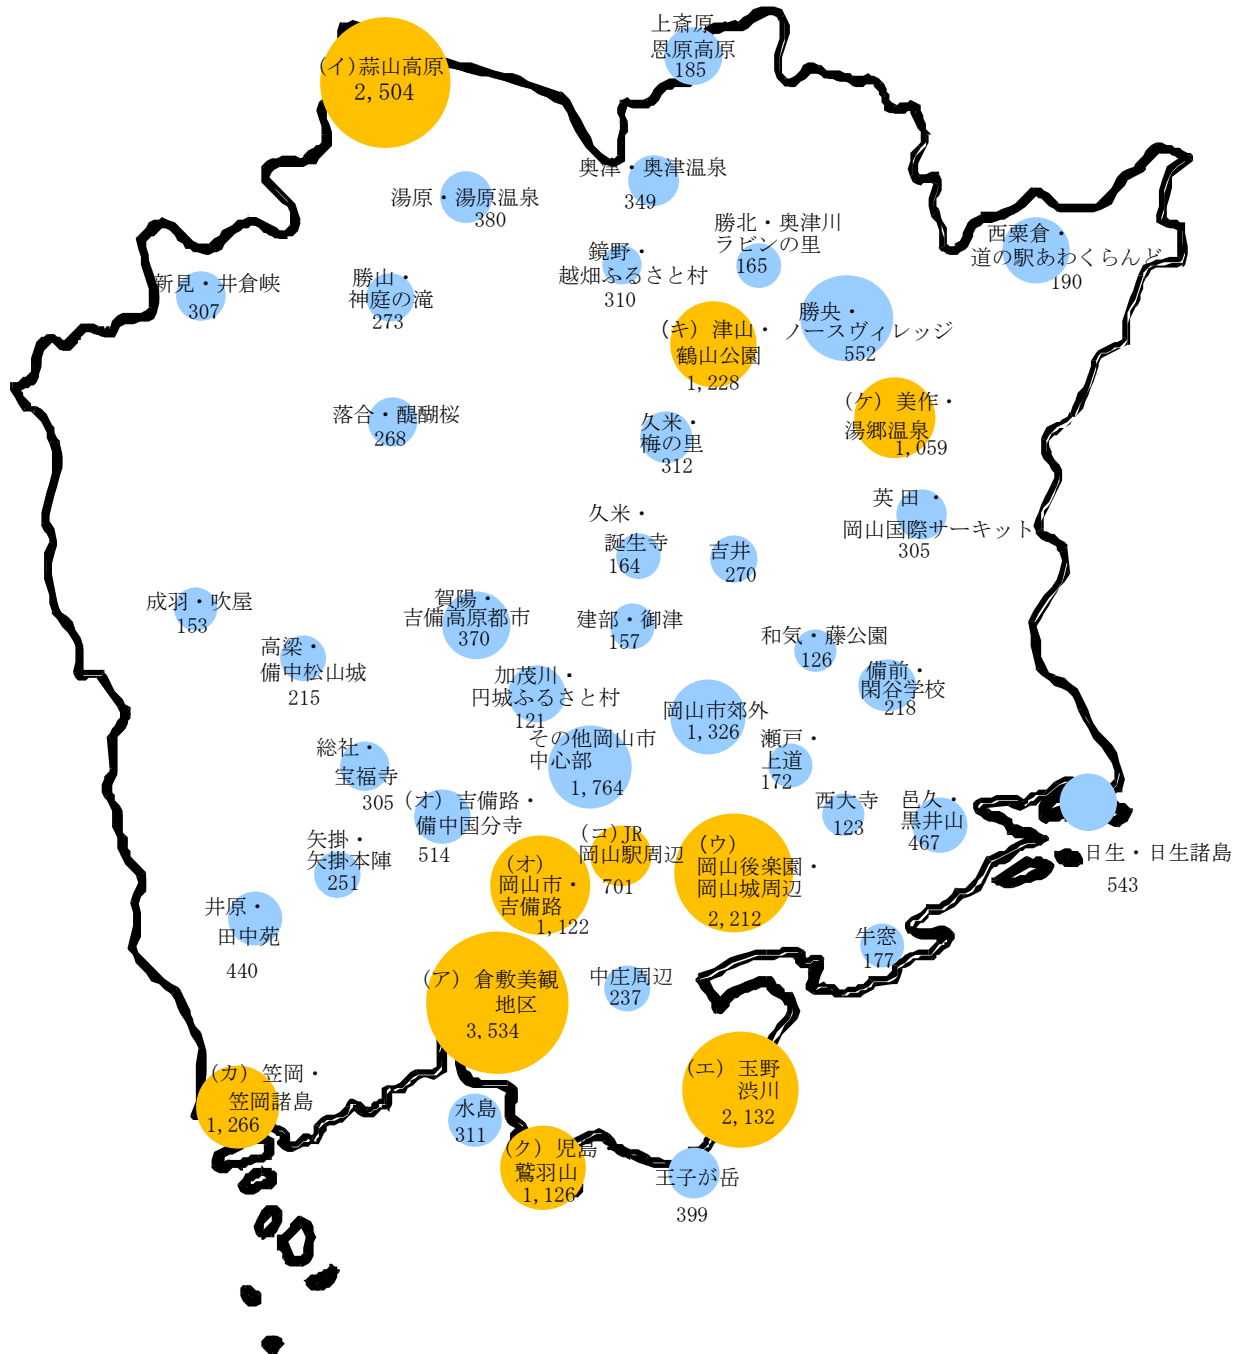 上斎原・
恩原高原
185
(イ)蒜山高原
2,504
奥津・奥津温泉
349
湯原・湯原温泉
380
勝北・奥津川
ラビンの里
165
西粟倉・
道の駅あわくらんど
190
鏡野・
越畑ふるさと村
310
新見・井倉峡
307
勝山・
神庭の滝
273
勝央・
ノースヴィレッジ
552
(キ)津山・
鶴山公園
1,228
(ケ)美作・
湯郷温泉
1,059
落合・醍醐桜
268
久米・
梅の里
312
英田・
岡山国際サーキット
305
久米・
誕生寺
164
吉井
270
成羽・吹屋
153
賀陽・
吉備高原都市
370
建部・御津
157
和気・藤公園
126
高梁・
備中松山城
215
備前・
閑谷学校
218
加茂川・
円城ふるさと村
121
岡山市郊外
1,326
その他岡山市
中心部
1,764
瀬戸・
上道
172
総社・
宝福寺
305
(オ)吉備路・
備中国分寺
514
西大寺
123
邑久・
黒井山
467
日生・日生諸島
543
矢掛・
矢掛本陣
251
(オ)
岡山市・
吉備路
1,122
(コ)JR
岡山駅周辺
701
(ウ)
岡山後楽園・
岡山城周辺
2,212
井原・
田中苑
440
牛窓
177
(ア)倉敷美観
地区
3,534
中庄周辺
237
(カ)笠岡・
笠岡諸島
1,266
水島
311
(エ)玉野
渋川
2,132
(ク)児島・
鷲羽山
1,126
王子が岳
399